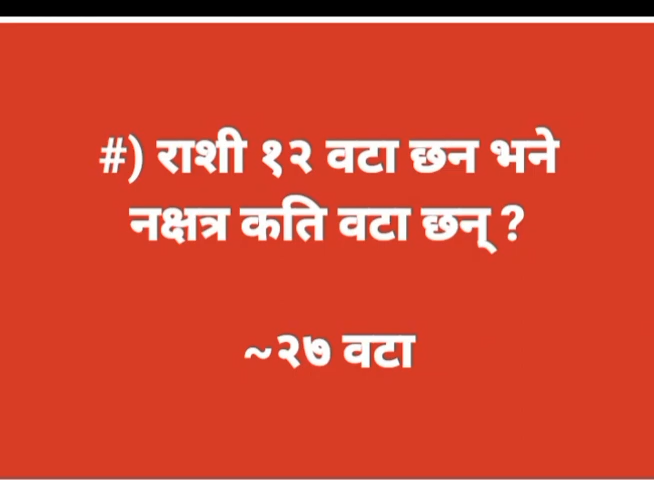 #) राशी १२ वटा छन भने
नक्षत्र कति वटा छन् ?
~२७ वटा